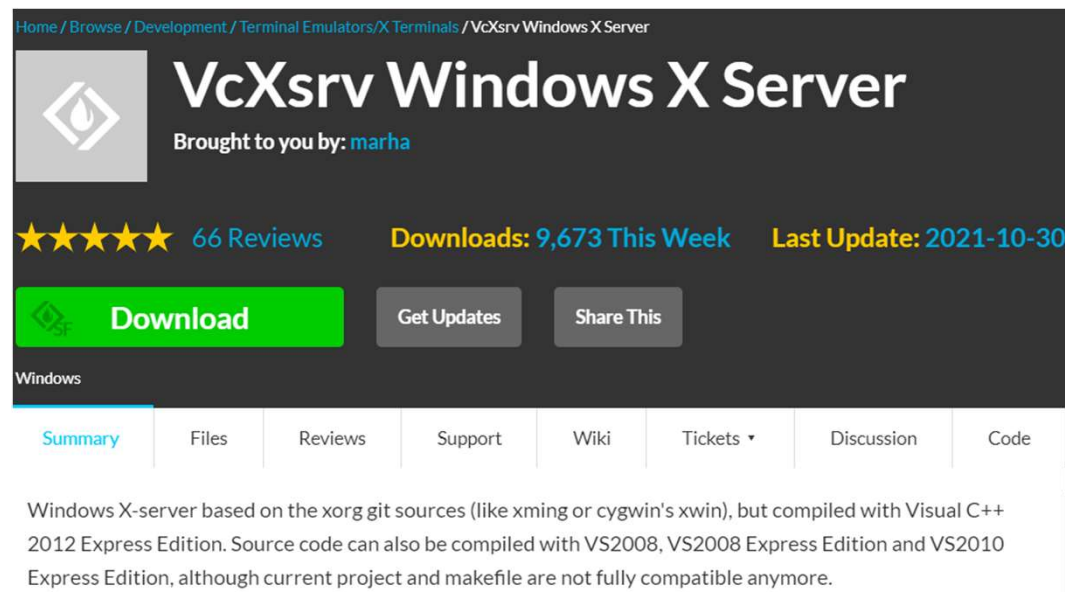 Home / Browse / Development / Terminal Emulators/X Terminals / VcXsrv Windows X Server
VcXsrv Windows X Server
Brought to you by: marha
66 Reviews Downloads: 9,673 This Week Last Update: 2021-10-30
SF Download Get Updates Share This
Windows
Summary Files Reviews Support Wiki Tickets ▾ Discussion Code
Windows X-server based on the xorg git sources (like xming or cygwin's xwin), but compiled with Visual C++
2012 Express Edition. Source code can also be compiled with VS2008, VS2008 Express Edition and VS2010
Express Edition, although current project and makefile are not fully compatible anymore.